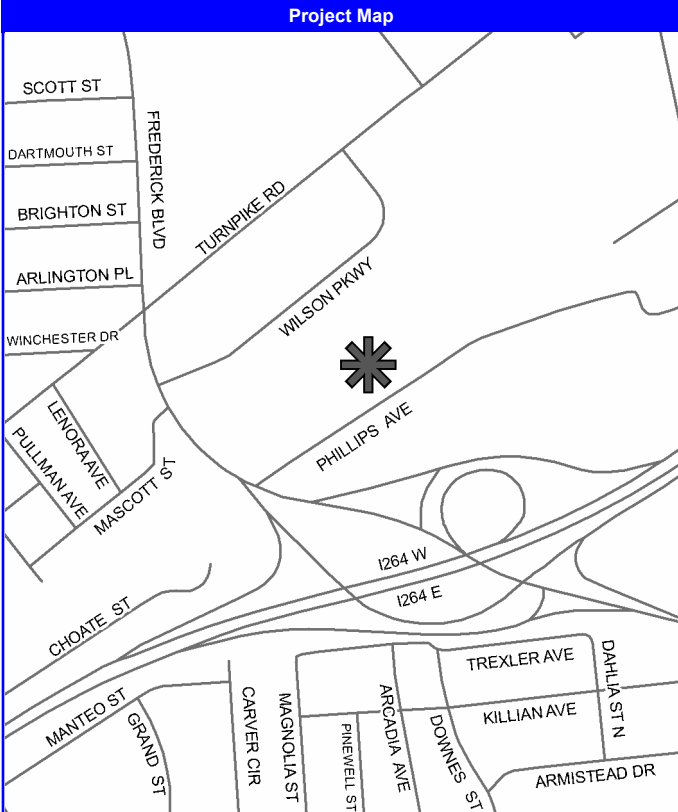 Project Map
SCOTT ST
FREDERICK BLVD
DARTMOUTH ST
BRIGHTON ST
TURNPIKE RD
ARLINGTON PL
WILSON PKWY
WINCHESTER DR
LENORA AVE
PULLMAN AVE
PHILLIPS AVE
MASCOTT ST
I264 W
I264 E
CHOATE ST
TREXLER AVE
DAHLIA ST N
MANTEO ST
GRAND ST
CARVER CIR
MAGNOLIA ST
PINEWELL ST
ARCADIA AVE
DOWNES ST
KILLIAN AVE
ARMISTEAD DR